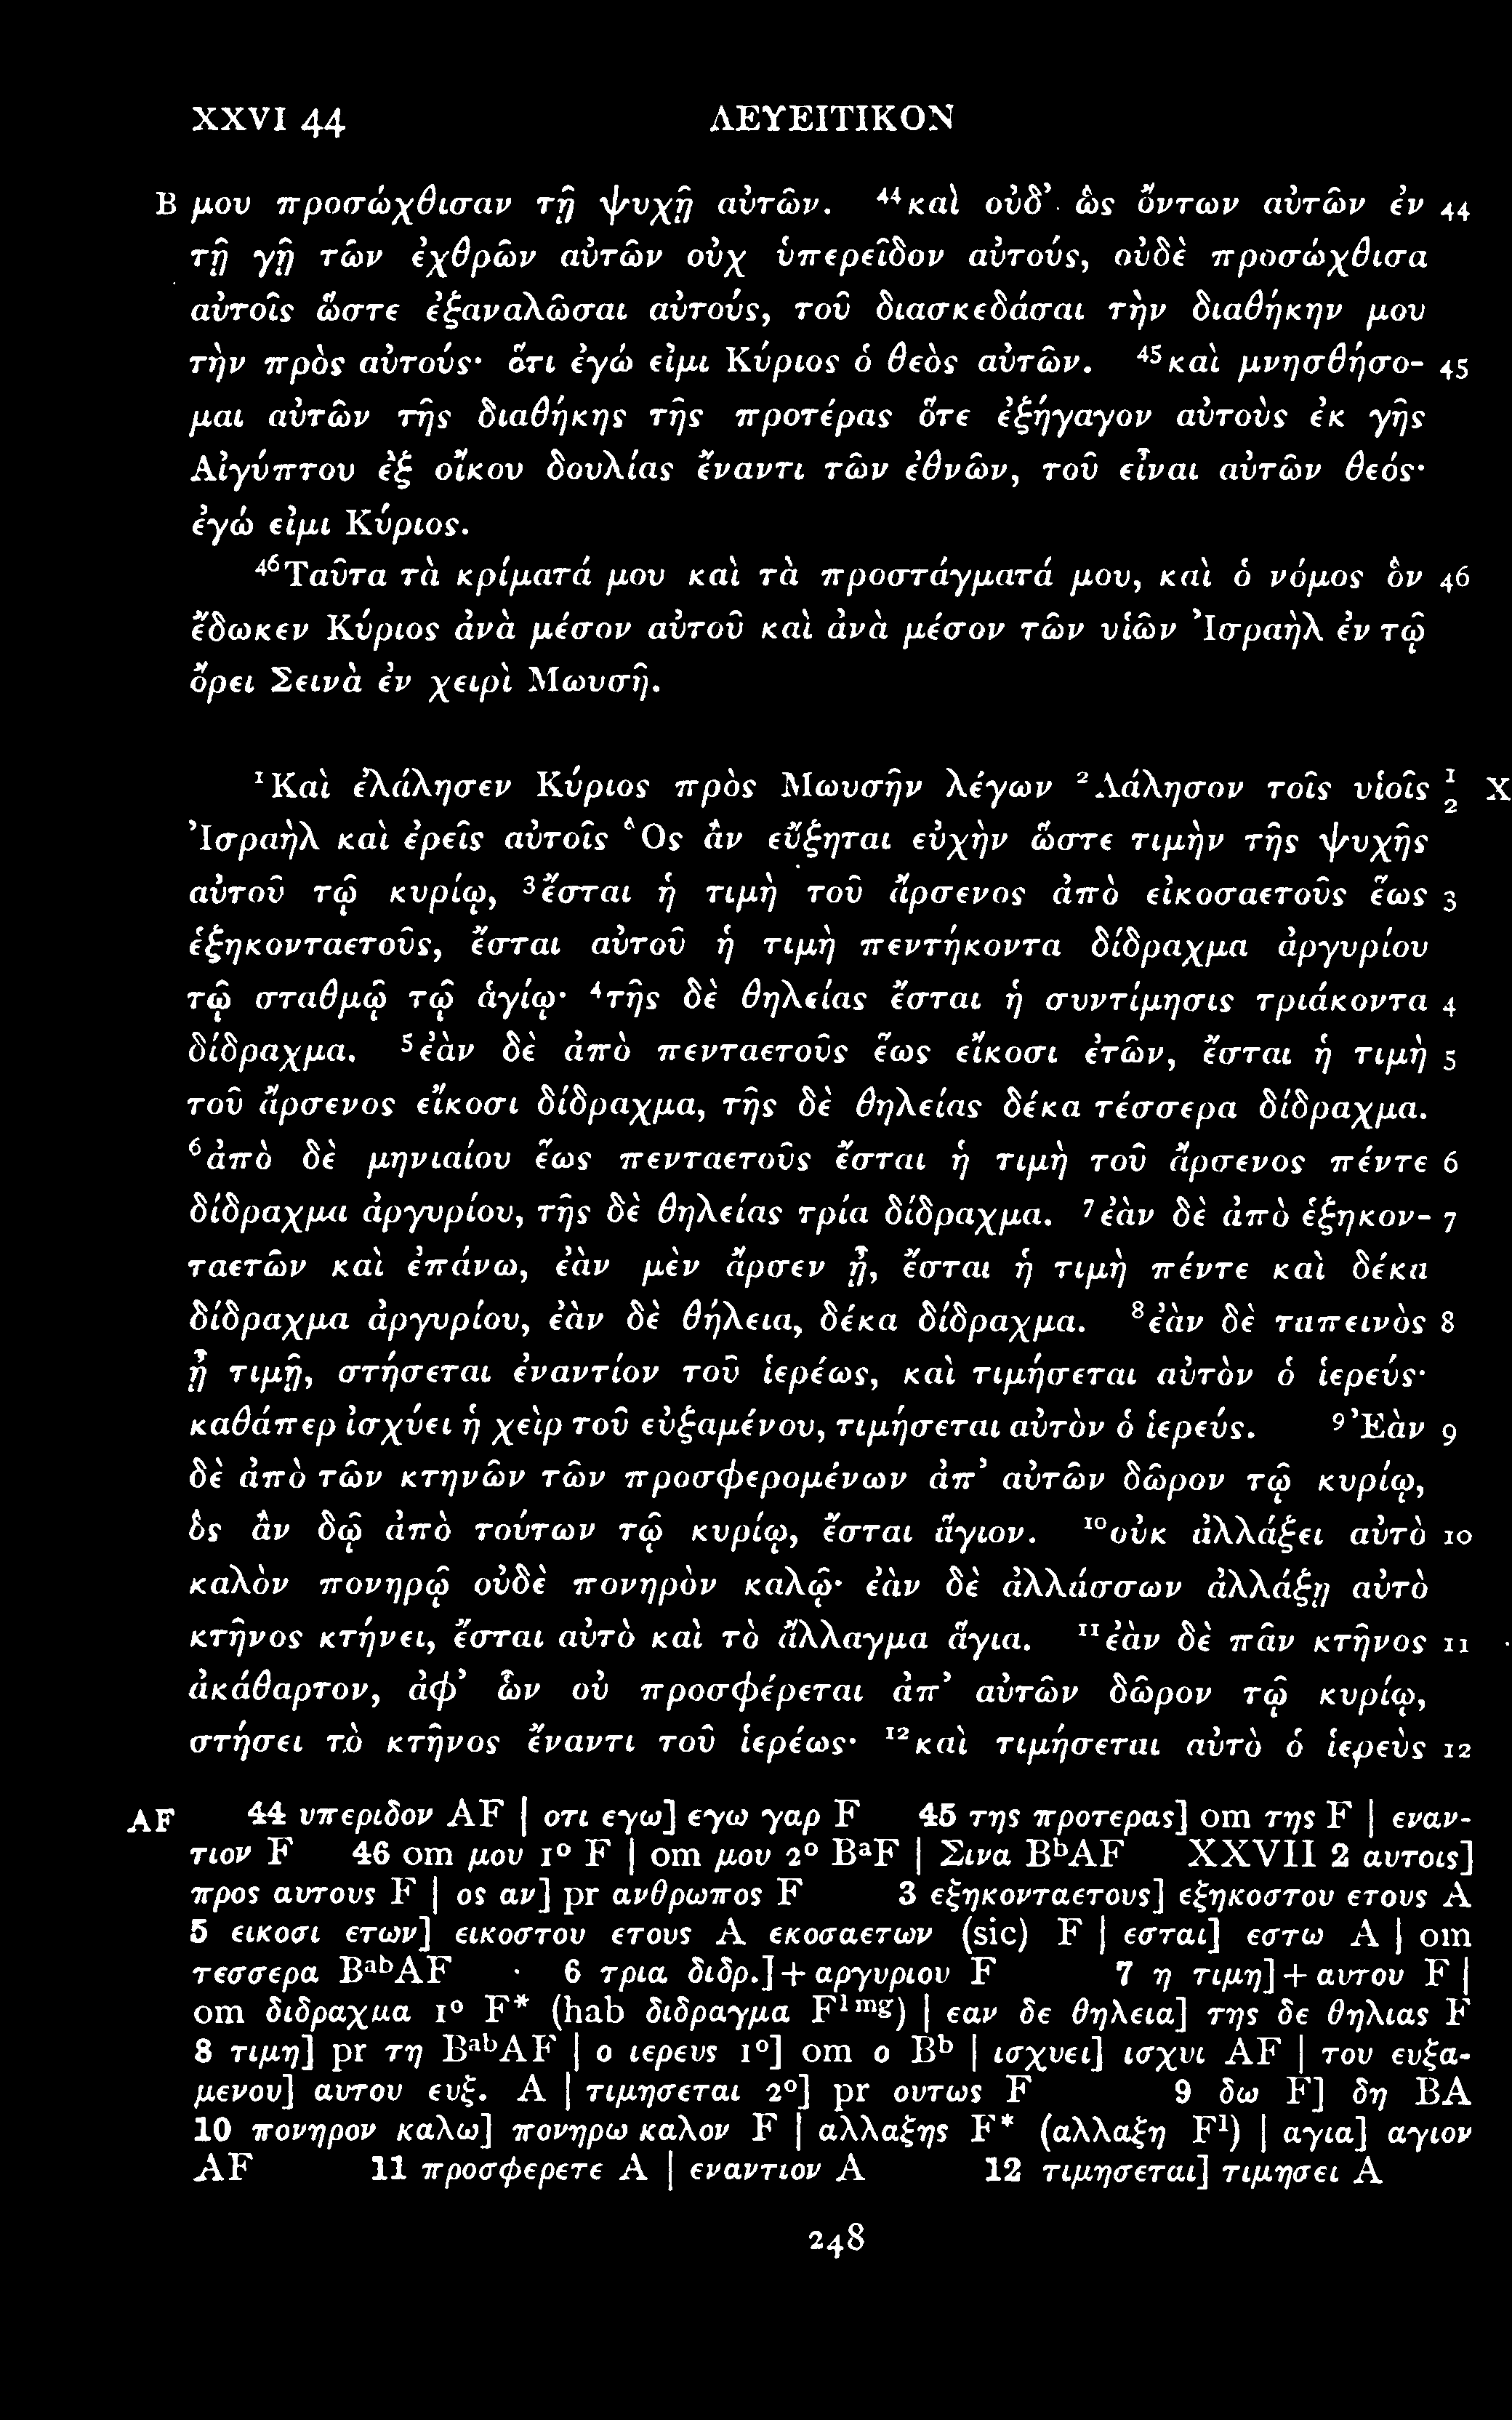 XXVI 44 ΛΕΥΕΙΤΙΚΟΝ
B μου προσώχθισαν τῇ ψυχῇ αὐτῶν. ⁴⁴καὶ οὐδ᾽ ὡς ὄντων αὐτῶν ἐν 44
τῇ γῇ τῶν ἐχθρῶν αὐτῶν οὐχ ὑπερεῖδον αὐτούς, οὐδὲ προσώχθισα
αὐτοῖς ὥστε ἐξαναλῶσαι αὐτούς, τοῦ διασκεδάσαι τὴν διαθήκην μου
τὴν πρὸς αὐτούς· ὅτι ἐγώ εἰμι Κύριος ὁ θεὸς αὐτῶν. ⁴⁵καὶ μνησθήσο- 45
μαι αὐτῶν τῆς διαθήκης τῆς προτέρας ὅτε ἐξήγαγον αὐτοὺς ἐκ γῆς
Αἰγύπτου ἐξ οἴκου δουλίας ἔναντι τῶν ἐθνῶν, τοῦ εἶναι αὐτῶν θεός·
ἐγώ εἰμι Κύριος.
⁴⁶Ταῦτα τὰ κρίματά μου καὶ τὰ προστάγματά μου, καὶ ὁ νόμος ὃν 46
ἔδωκεν Κύριος ἀνὰ μέσον αὐτοῦ καὶ ἀνὰ μέσον τῶν υἱῶν Ἰσραὴλ ἐν τῷ
ὄρει Σεινὰ ἐν χειρὶ Μωυσῆ.
¹Καὶ ἐλάλησεν Κύριος πρὸς Μωυσῆν λέγων ²Λάλησον τοῖς υἱοῖς 1 2 X
Ἰσραὴλ καὶ ἐρεῖς αὐτοῖς Ὃς ἂν εὔξηται εὐχὴν ὥστε τιμὴν τῆς ψυχῆς
αὐτοῦ τῷ κυρίῳ, ³ἔσται ἡ τιμὴ τοῦ ἄρσενος ἀπὸ εἰκοσαετοῦς ἕως 3
ἑξηκονταετοῦς, ἔσται αὐτοῦ ἡ τιμὴ πεντήκοντα δίδραχμα ἀργυρίου
τῷ σταθμῷ τῷ ἁγίῳ· ⁴τῆς δὲ θηλείας ἔσται ἡ συντίμησις τριάκοντα 4
δίδραχμα. ⁵ἐὰν δὲ ἀπὸ πενταετοῦς ἕως εἴκοσι ἐτῶν, ἔσται ἡ τιμὴ 5
τοῦ ἄρσενος εἴκοσι δίδραχμα, τῆς δὲ θηλείας δέκα τέσσερα δίδραχμα.
⁶ἀπὸ δὲ μηνιαίου ἕως πενταετοῦς ἔσται ἡ τιμὴ τοῦ ἄρσενος πέντε 6
δίδραχμα ἀργυρίου, τῆς δὲ θηλείας τρία δίδραχμα. ⁷ἐὰν δὲ ἀπὸ ἑξηκον- 7
ταετῶν καὶ ἐπάνω, ἐὰν μὲν ἄρσεν ᾖ, ἔσται ἡ τιμὴ πέντε καὶ δέκα
δίδραχμα ἀργυρίου, ἐὰν δὲ θήλεια, δέκα δίδραχμα. ⁸ἐὰν δὲ ταπεινὸς 8
ᾖ τιμῇ, στήσεται ἐναντίον τοῦ ἱερέως, καὶ τιμήσεται αὐτὸν ὁ ἱερεύς·
καθάπερ ἰσχύει ἡ χεὶρ τοῦ εὐξαμένου, τιμήσεται αὐτὸν ὁ ἱερεύς. ⁹Ἐὰν 9
δὲ ἀπὸ τῶν κτηνῶν τῶν προσφερομένων ἀπ᾽ αὐτῶν δῶρον τῷ κυρίῳ,
ὃς ἂν δῷ ἀπὸ τούτων τῷ κυρίῳ, ἔσται ἅγιον. ¹⁰οὐκ ἀλλάξει αὐτὸ 10
καλὸν πονηρῷ οὐδὲ πονηρὸν καλῷ· ἐὰν δὲ ἀλλάσσων ἀλλάξῃ αὐτὸ
κτῆνος κτήνει, ἔσται αὐτὸ καὶ τὸ ἄλλαγμα ἅγια. ¹¹ἐὰν δὲ πᾶν κτῆνος 11
ἀκάθαρτον, ἀφ᾽ ὧν οὐ προσφέρεται ἀπ᾽ αὐτῶν δῶρον τῷ κυρίῳ,
στήσει τὸ κτῆνος ἔναντι τοῦ ἱερέως· ¹²καὶ τιμήσεται αὐτὸ ὁ ἱερεὺς 12
AF 44 υπεριδον AF | οτι εγω] εγω γαρ F 45 της προτερας] om της F | εναν-
τιον F 46 om μου 1° F | om μου 2° BᵃF | Σινα BᵇAF XXVII 2 αυτοις]
προς αυτους F | ος αν] pr ανθρωπος F 3 εξηκονταετους] εξηκοστου ετους A
5 εικοσι ετων] εικοστου ετους A εκοσαετων (sic) F | εσται] εστω A | om
τεσσερα BᵃᵇAF 6 τρια διδρ.]+αργυριου F 7 η τιμη]+αυτου F |
om διδραχμα 1° F* (hab διδραγμα F¹ᵐᵍ) | εαν δε θηλεια] της δε θηλιας F
8 τιμη] pr τη BᵃᵇAF | ο ιερευς 1°] om ο Bᵇ | ισχυει] ισχυι AF | του ευξα-
μενου] αυτου ευξ. A | τιμησεται 2°] pr ουτως F 9 δω F] δη BA
10 πονηρον καλω] πονηρω καλον F | αλλαξης F* (αλλαξη F¹) | αγια] αγιον
AF 11 προσφερετε A | εναντιον A 12 τιμησεται] τιμησει A
248